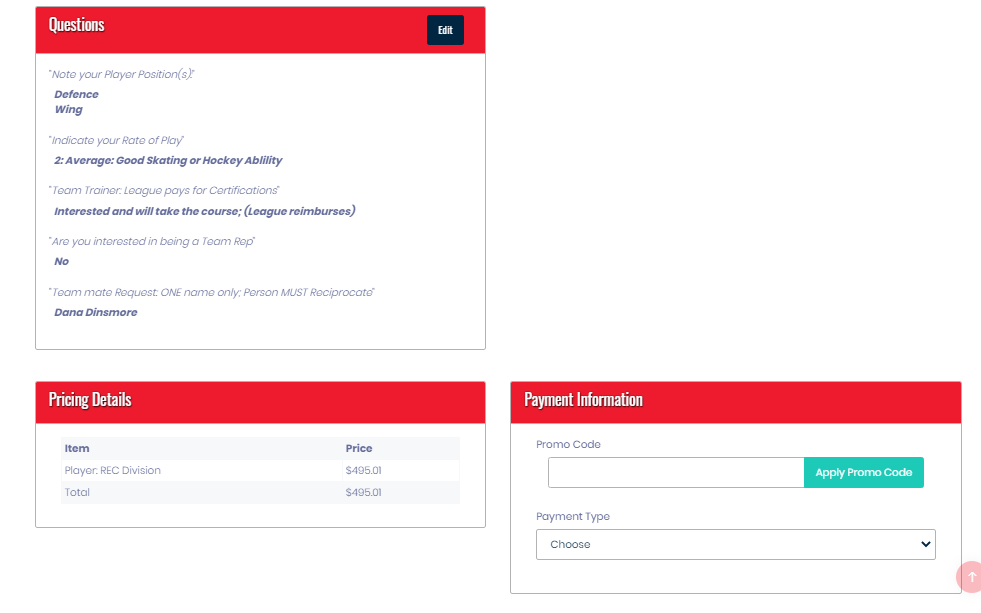 Questions
Edit
"Note your Player Position(s):"
Defence
Wing
"Indicate your Rate of Play"
2: Average: Good Skating or Hockey Ablility
"Team Trainer: League pays for Certifications"
Interested and will take the course; (League reimburses)
"Are you interested in being a Team Rep"
No
"Team mate Request: ONE name only; Person MUST Reciprocate"
Dana Dinsmore
Pricing Details
Item Price
Player: REC Division $495.01
Total $495.01
Payment Information
Promo Code
Apply Promo Code
Payment Type
Choose